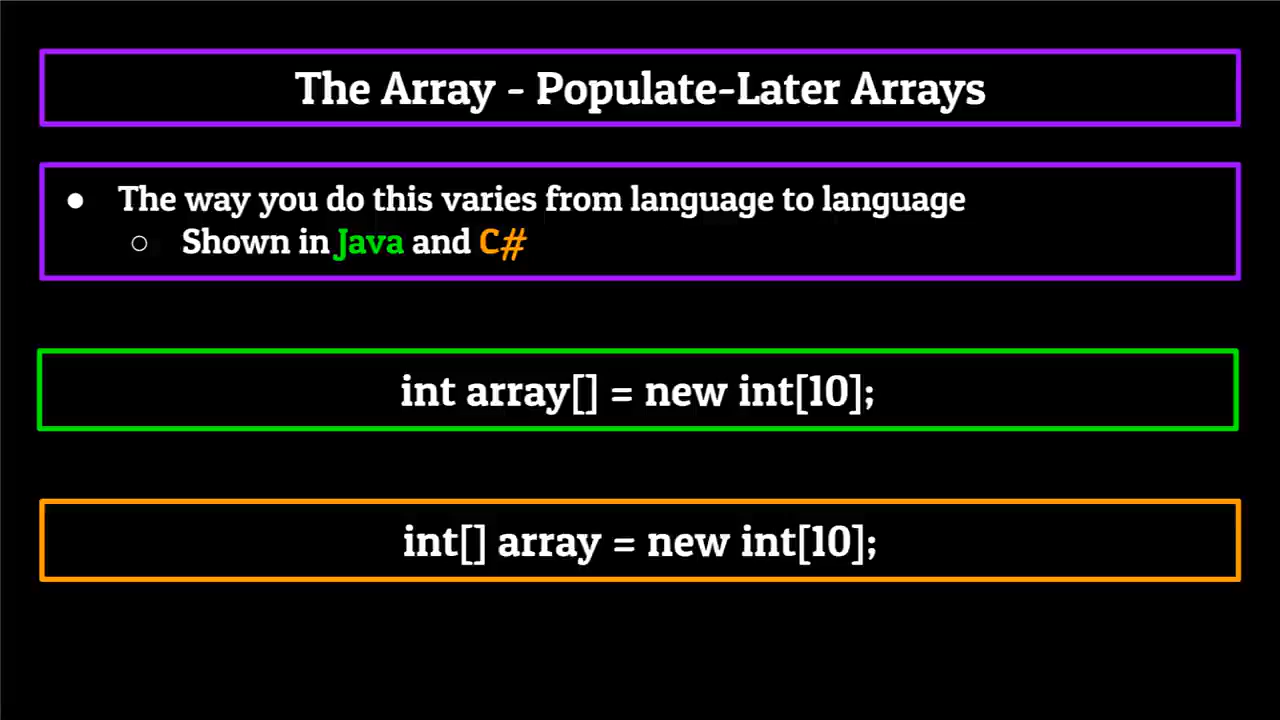 The Array - Populate-Later Arrays
● The way you do this varies from language to language
○ Shown in Java and C#
int array[] = new int[10];
int[] array = new int[10];